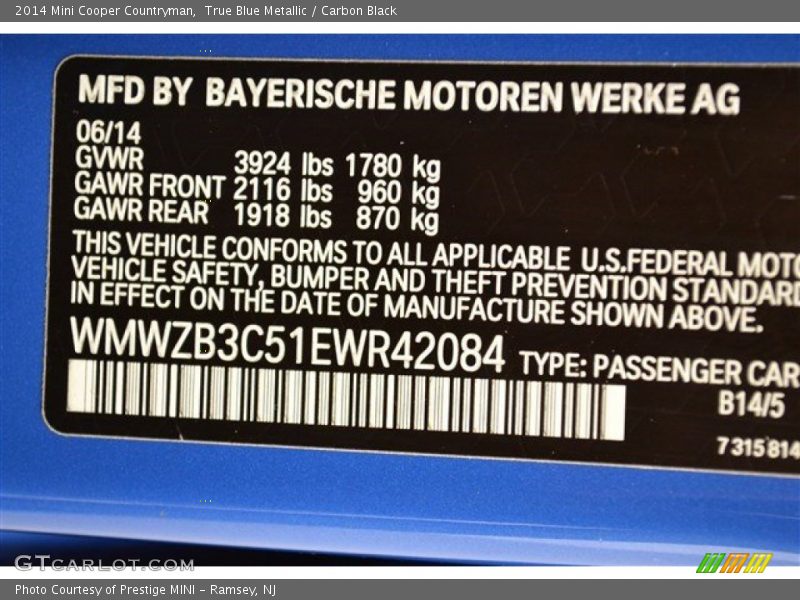 2014 Mini Cooper Countryman,  True Blue Metallic / Carbon Black
MFD BY BAYERISCHE MOTOREN WERKE AG
06/14
GVWR 3924 lbs 1780 kg
GAWR FRONT 2116 lbs 960 kg
GAWR REAR 1918 lbs 870 kg
THIS VEHICLE CONFORMS TO ALL APPLICABLE U.S.FEDERAL MOTO
VEHICLE SAFETY, BUMPER AND THEFT PREVENTION STANDARD
IN EFFECT ON THE DATE OF MANUFACTURE SHOWN ABOVE.
WMWZB3C51EWR42084 TYPE: PASSENGER CAR
B14/5
7315814
GTCARLOT.COM
Photo Courtesy of Prestige MINI - Ramsey, NJ